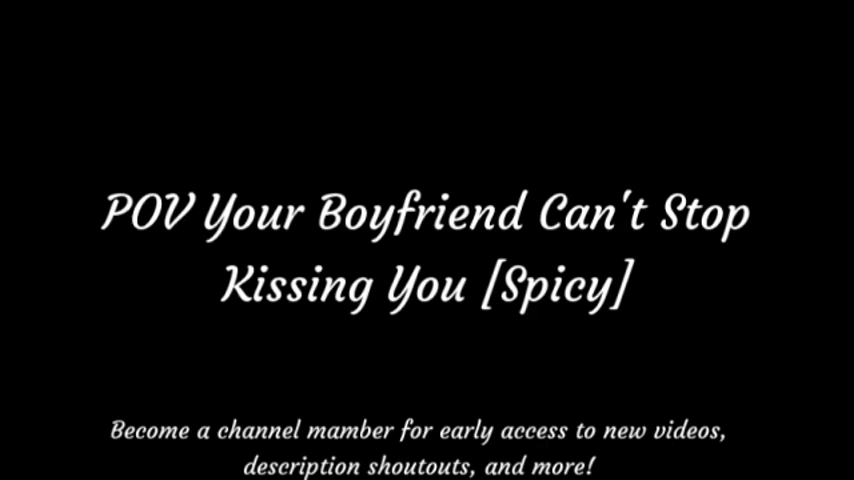 POV Your Boyfriend Can't Stop
Kissing You [Spicy]
Become a channel mamber for early access to new videos,
description shoutouts, and more!